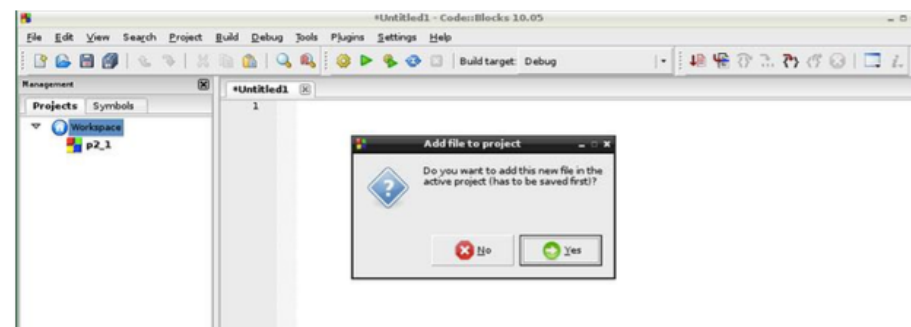 *Untitled1 - Code::Blocks 10.05
File Edit View Search Project Build Debug Tools Plugins Settings Help
Build target: Debug
Management
*Untitled1
Projects Symbols
1
Workspace
p2_1
Add file to project
Do you want to add this new file in the
active project (has to be saved first)?
No Yes